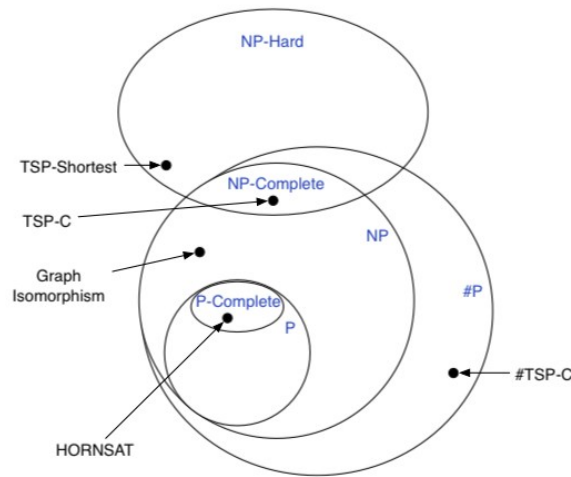 NP-Hard
TSP-Shortest
NP-Complete
TSP-C
NP
Graph
Isomorphism
#P
P-Complete
P
#TSP-C
HORNSAT